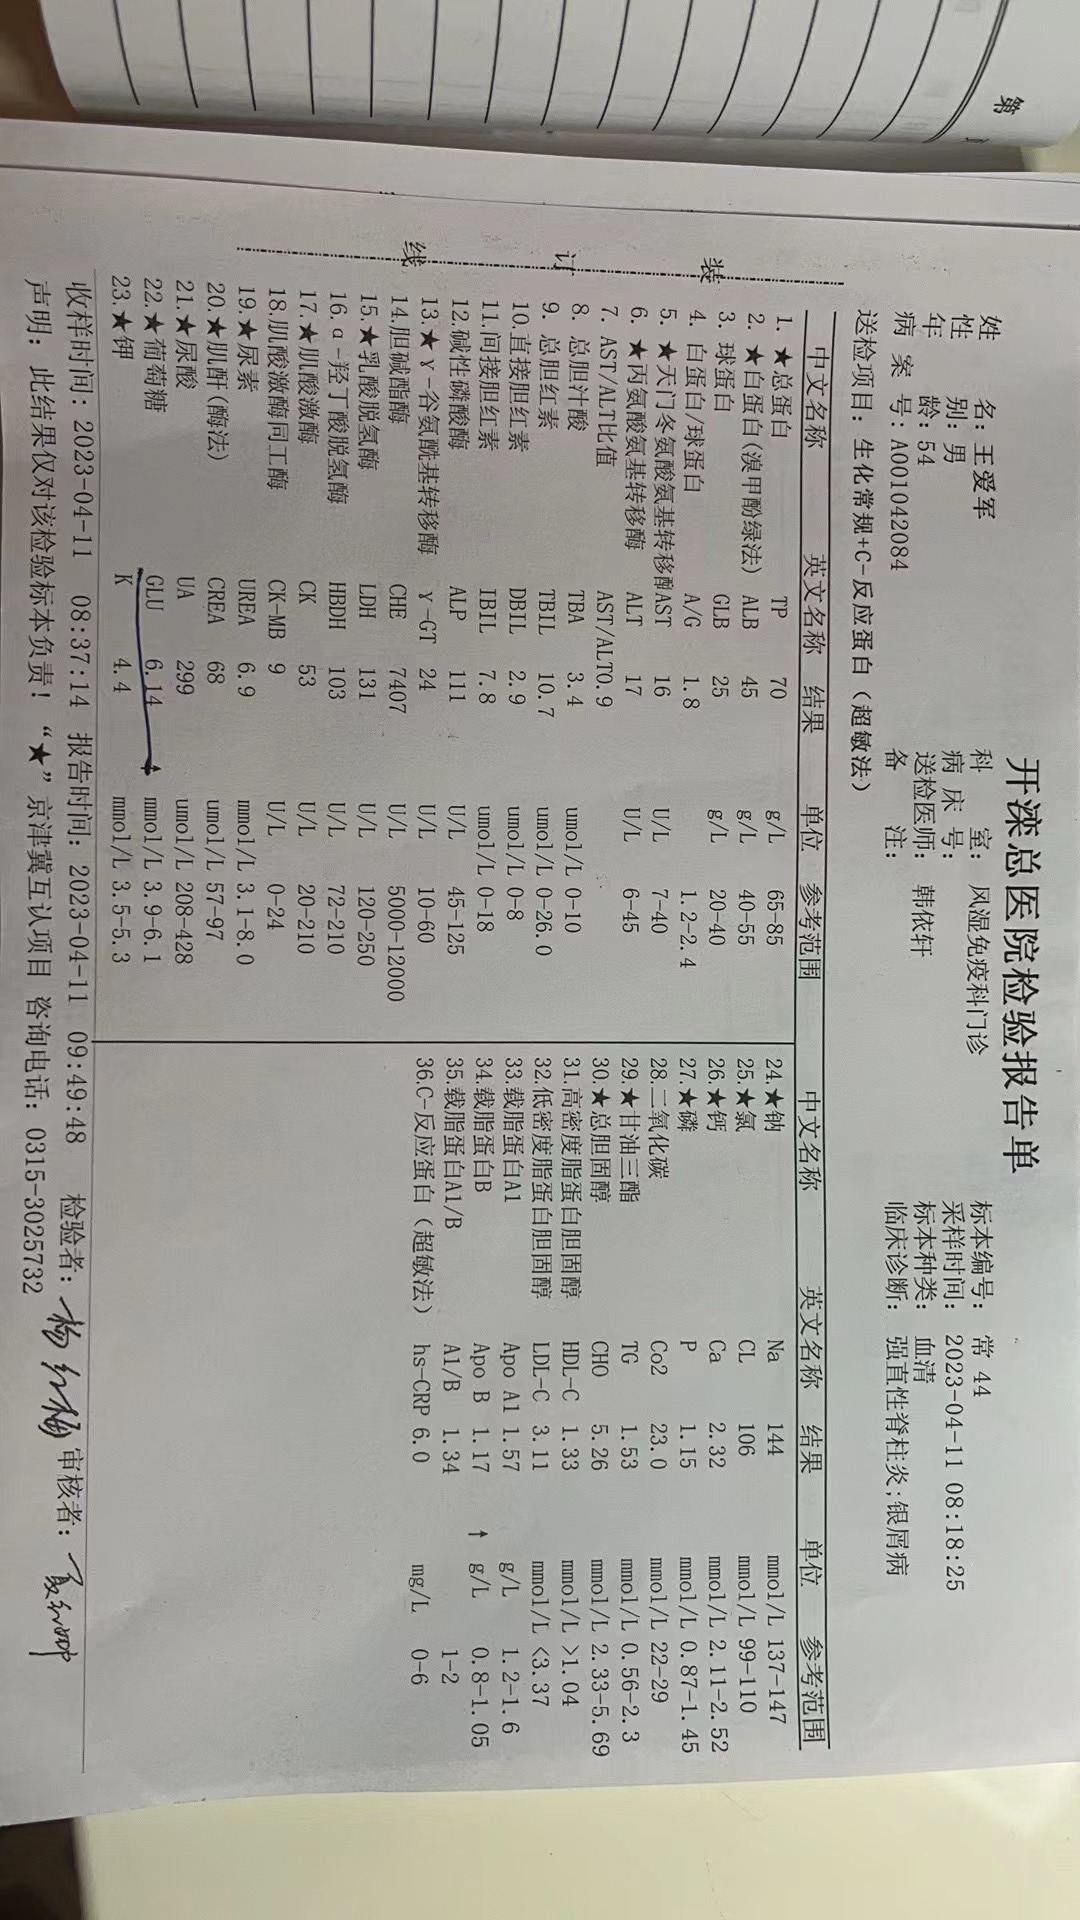 第 页
开滦总医院检验报告单
姓 名：王爱军 科 室： 风湿免疫科门诊 标本编号： 常 44
性 别：男 病 床 号： 采样时间： 2023-04-11 08:18:25
年 龄：54 送检医师： 韩依轩 标本种类： 血清
病 案 号：A001042084 备 注： 临床诊断： 强直性脊柱炎;银屑病
送检项目：生化常规+C-反应蛋白（超敏法）
中文名称 英文名称 结果 单位 参考范围 中文名称 英文名称 结果 单位 参考范围
1. ★总蛋白 TP 70 g/L 65-85
2. ★白蛋白(溴甲酚绿法) ALB 45 g/L 40-55
3. 球蛋白 GLB 25 g/L 20-40
4. 白蛋白/球蛋白 A/G 1.8 1.2-2.4
5. ★天门冬氨酸氨基转移酶AST 16 U/L 7-40
6. ★丙氨酸氨基转移酶 ALT 17 U/L 6-45
7. AST/ALT比值 AST/ALT0.9
8. 总胆汁酸 TBA 3.4 umol/L 0-10
9. 总胆红素 TBIL 10.7 umol/L 0-26.0
10.直接胆红素 DBIL 2.9 umol/L 0-8
11.间接胆红素 IBIL 7.8 umol/L 0-18
12.碱性磷酸酶 ALP 111 U/L 45-125
13.★γ-谷氨酰基转移酶 γ-GT 24 U/L 10-60
14.胆碱酯酶 CHE 7407 U/L 5000-12000
15.★乳酸脱氢酶 LDH 131 U/L 120-250
16.α-羟丁酸脱氢酶 HBDH 103 U/L 72-210
17.★肌酸激酶 CK 53 U/L 20-210
18.肌酸激酶同工酶 CK-MB 9 U/L 0-24
19.★尿素 UREA 6.9 mmol/L 3.1-8.0
20.★肌酐(酶法) CREA 68 umol/L 57-97
21.★尿酸 UA 299 umol/L 208-428
22.★葡萄糖 GLU 6.14 ↑ mmol/L 3.9-6.1
23.★钾 K 4.4 mmol/L 3.5-5.3
24.★钠 Na 144 mmol/L 137-147
25.★氯 CL 106 mmol/L 99-110
26.★钙 Ca 2.32 mmol/L 2.11-2.52
27.★磷 P 1.15 mmol/L 0.87-1.45
28.二氧化碳 Co2 23.0 mmol/L 22-29
29.★甘油三酯 TG 1.53 mmol/L 0.56-2.3
30.★总胆固醇 CHO 5.26 mmol/L 2.33-5.69
31.高密度脂蛋白胆固醇 HDL-C 1.33 mmol/L >1.04
32.低密度脂蛋白胆固醇 LDL-C 3.11 mmol/L <3.37
33.载脂蛋白A1 Apo A1 1.57 g/L 1.2-1.6
34.载脂蛋白B Apo B 1.17 ↑ g/L 0.8-1.05
35.载脂蛋白A1/B A1/B 1.34 1-2
36.C-反应蛋白（超敏法） hs-CRP 6.0 mg/L 0-6
装 订 线
收样时间：2023-04-11 08:37:14 报告时间：2023-04-11 09:49:48 检验者：杨红梅 审核者：
声明：此结果仅对该检验标本负责！“★”京津冀互认项目 咨询电话：0315-3025732